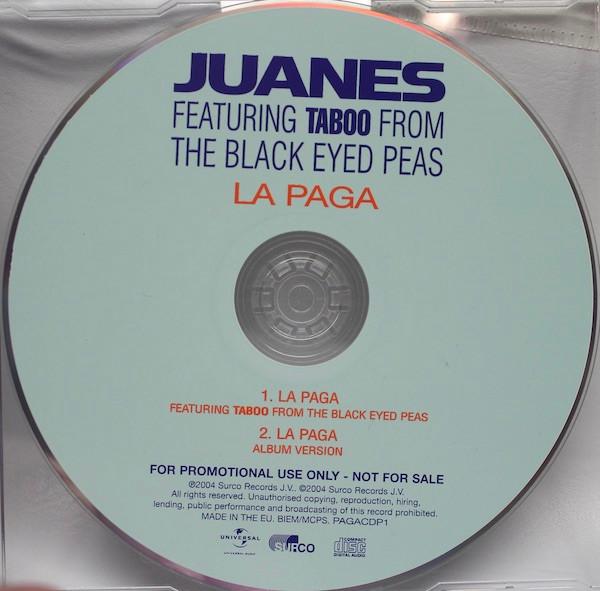 JUANES
FEATURING TABOO FROM
THE BLACK EYED PEAS
LA PAGA
1. LA PAGA
FEATURING TABOO FROM THE BLACK EYED PEAS
2. LA PAGA
ALBUM VERSION
FOR PROMOTIONAL USE ONLY - NOT FOR SALE
℗2004 Surco Records J.V.. ©2004 Surco Records J.V.
All rights reserved. Unauthorised copying, reproduction, hiring,
lending, public performance and broadcasting of this record prohibited.
MADE IN THE EU. BIEM/MCPS. PAGACDP1
UNIVERSAL
UNIVERSAL MUSIC
SURCO
COMPACT
disc
DIGITAL AUDIO